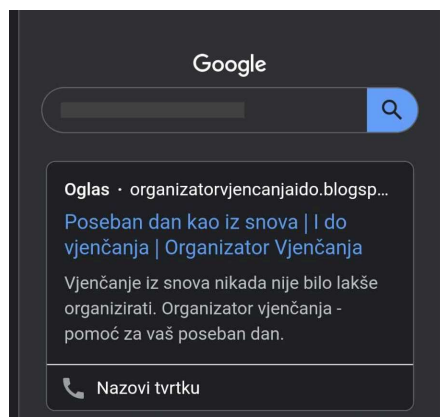 Google
Oglas · organizatorvjencanjaido.blogsp...
Poseban dan kao iz snova | I do
vjenčanja | Organizator Vjenčanja
Vjenčanje iz snova nikada nije bilo lakše
organizirati. Organizator vjenčanja -
pomoć za vaš poseban dan.
Nazovi tvrtku